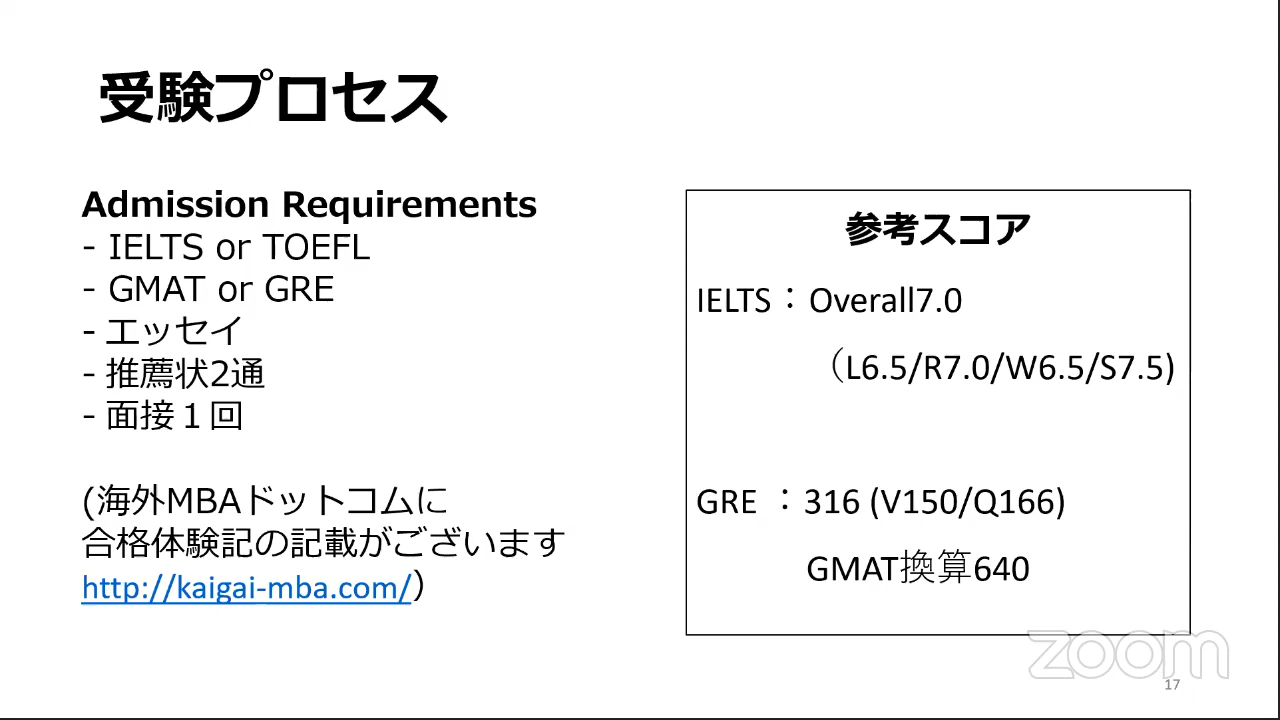 受験プロセス
Admission Requirements
- IELTS or TOEFL
- GMAT or GRE
- エッセイ
- 推薦状2通
- 面接１回
(海外MBAドットコムに
合格体験記の記載がございます
http://kaigai-mba.com/）
参考スコア
IELTS：Overall7.0
（L6.5/R7.0/W6.5/S7.5)
GRE ：316 (V150/Q166)
GMAT換算640
zoom
17